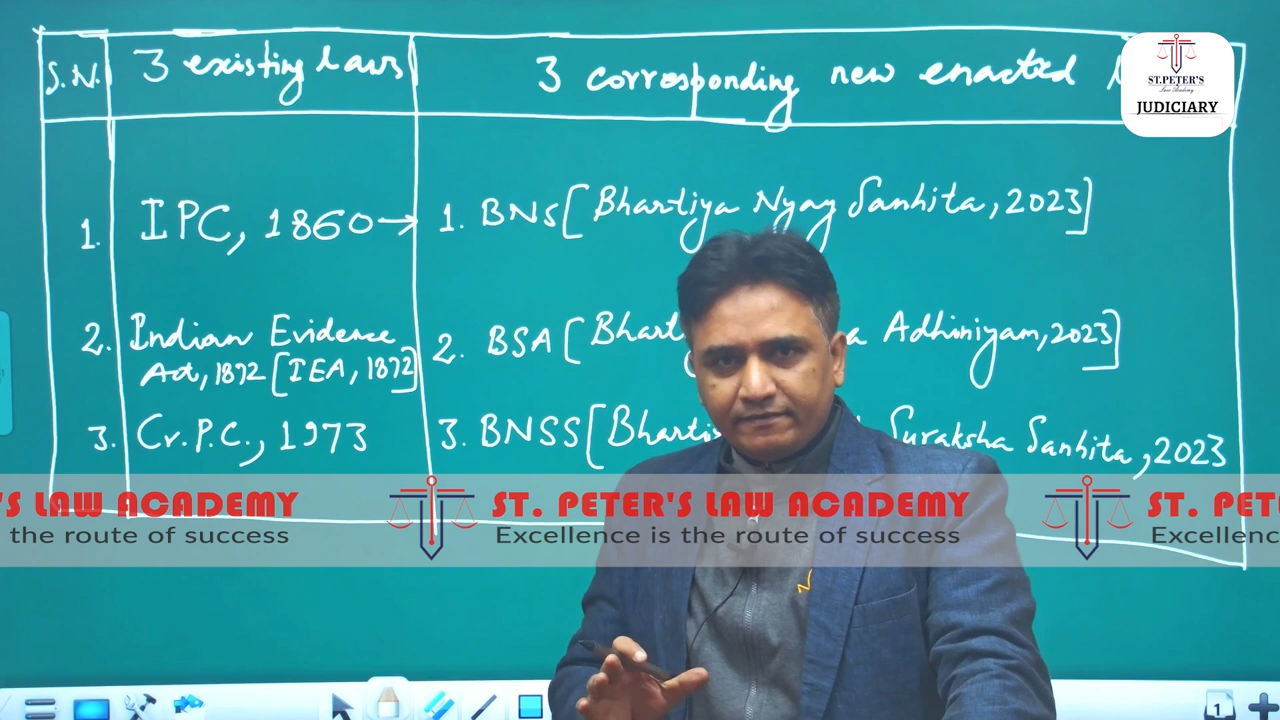 S.N. 3 existing laws 3 corresponding new enacted
ST.PETER'S
Law Academy
JUDICIARY
1. IPC, 1860→ 1. BNS [Bhartiya Nyay Sanhita, 2023]
2. Indian Evidence
Act, 1872 [IEA, 1872]
2. BSA [Bhart a Adhiniyam, 2023]
3. Cr.P.C., 1973 3. BNSS [Bharti Suraksha Sanhita, 2023
'S LAW ACADEMY ST. PETER'S LAW ACADEMY ST. PET
the route of success Excellence is the route of success Excellenc
1